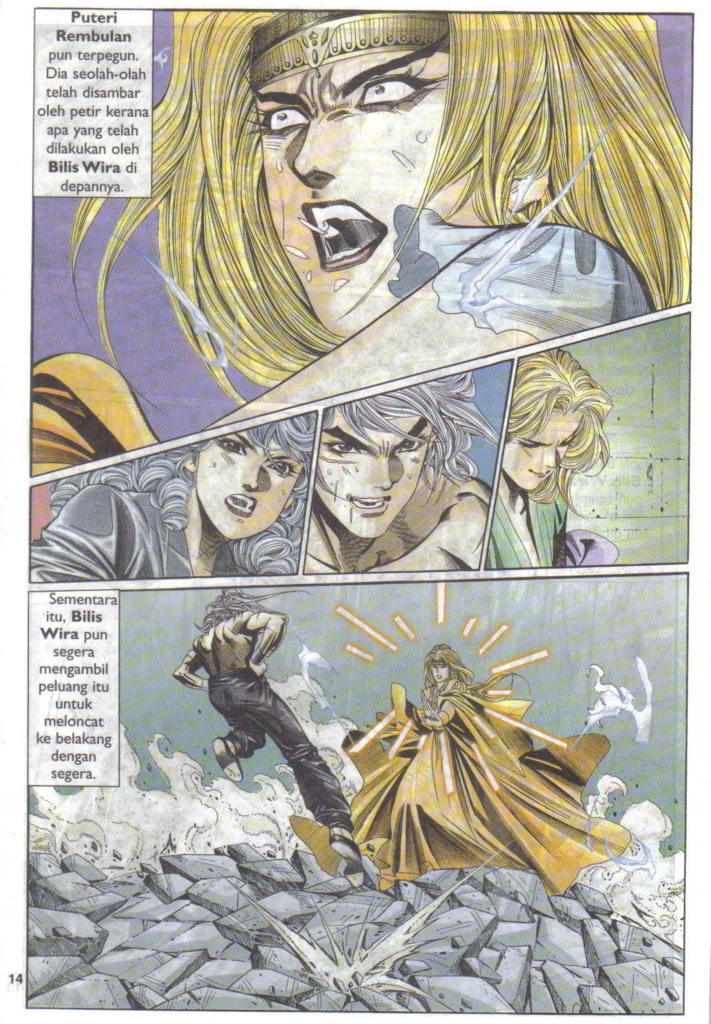 Puteri
Rembulan
pun terpegun.
Dia seolah-olah
telah disambar
oleh petir kerana
apa yang telah
dilakukan oleh
Bilis Wira di
depannya.
Sementara
itu, Bilis
Wira pun
segera
mengambil
peluang itu
untuk
meloncat
ke belakang
dengan
segera.
14